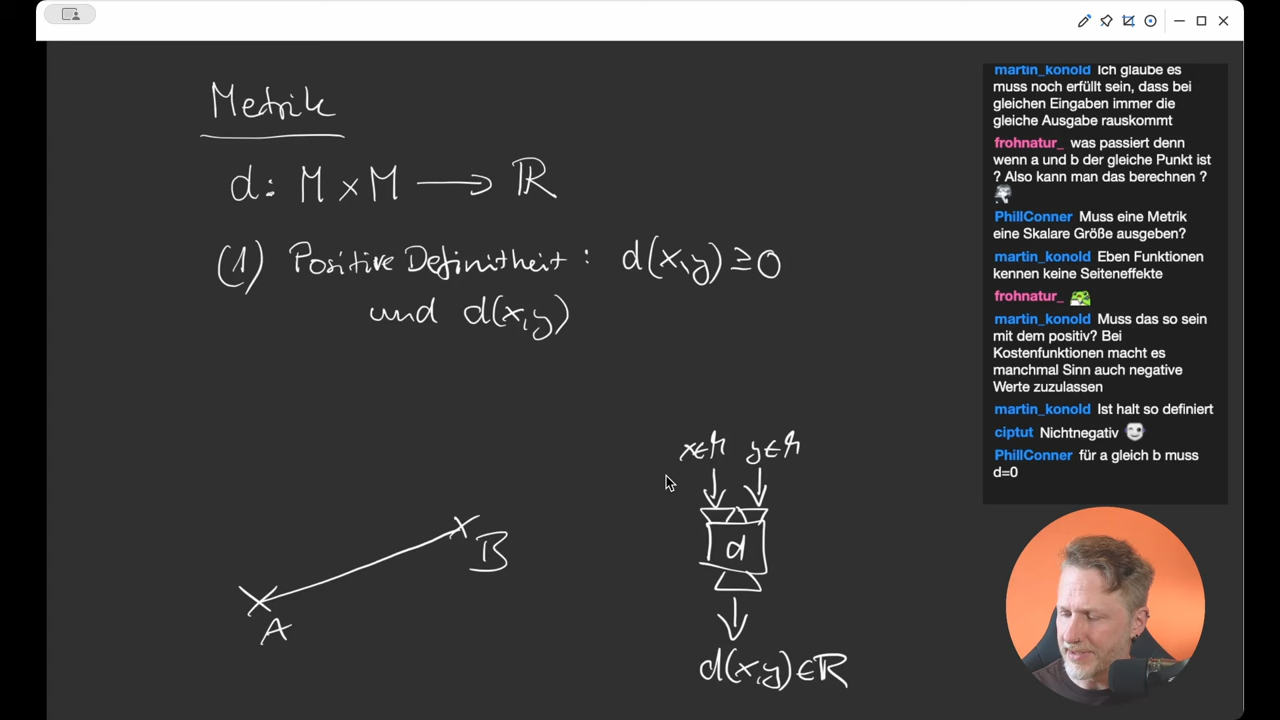 Metrik
d: M x M → ℝ
(1) Positive Definitheit: d(x,y) ≥ 0
und d(x,y)
x∈M y∈M
d
d(x,y)∈ℝ
A
B
martin_konold Ich glaube es
muss noch erfüllt sein, dass bei
gleichen Eingaben immer die
gleiche Ausgabe rauskommt
frohnatur_ was passiert denn
wenn a und b der gleiche Punkt ist
? Also kann man das berechnen ?
PhillConner Muss eine Metrik
eine Skalare Größe ausgeben?
martin_konold Eben Funktionen
kennen keine Seiteneffekte
frohnatur_
martin_konold Muss das so sein
mit dem positiv? Bei
Kostenfunktionen macht es
manchmal Sinn auch negative
Werte zuzulassen
martin_konold Ist halt so definiert
ciptut Nichtnegativ
PhillConner für a gleich b muss
d=0